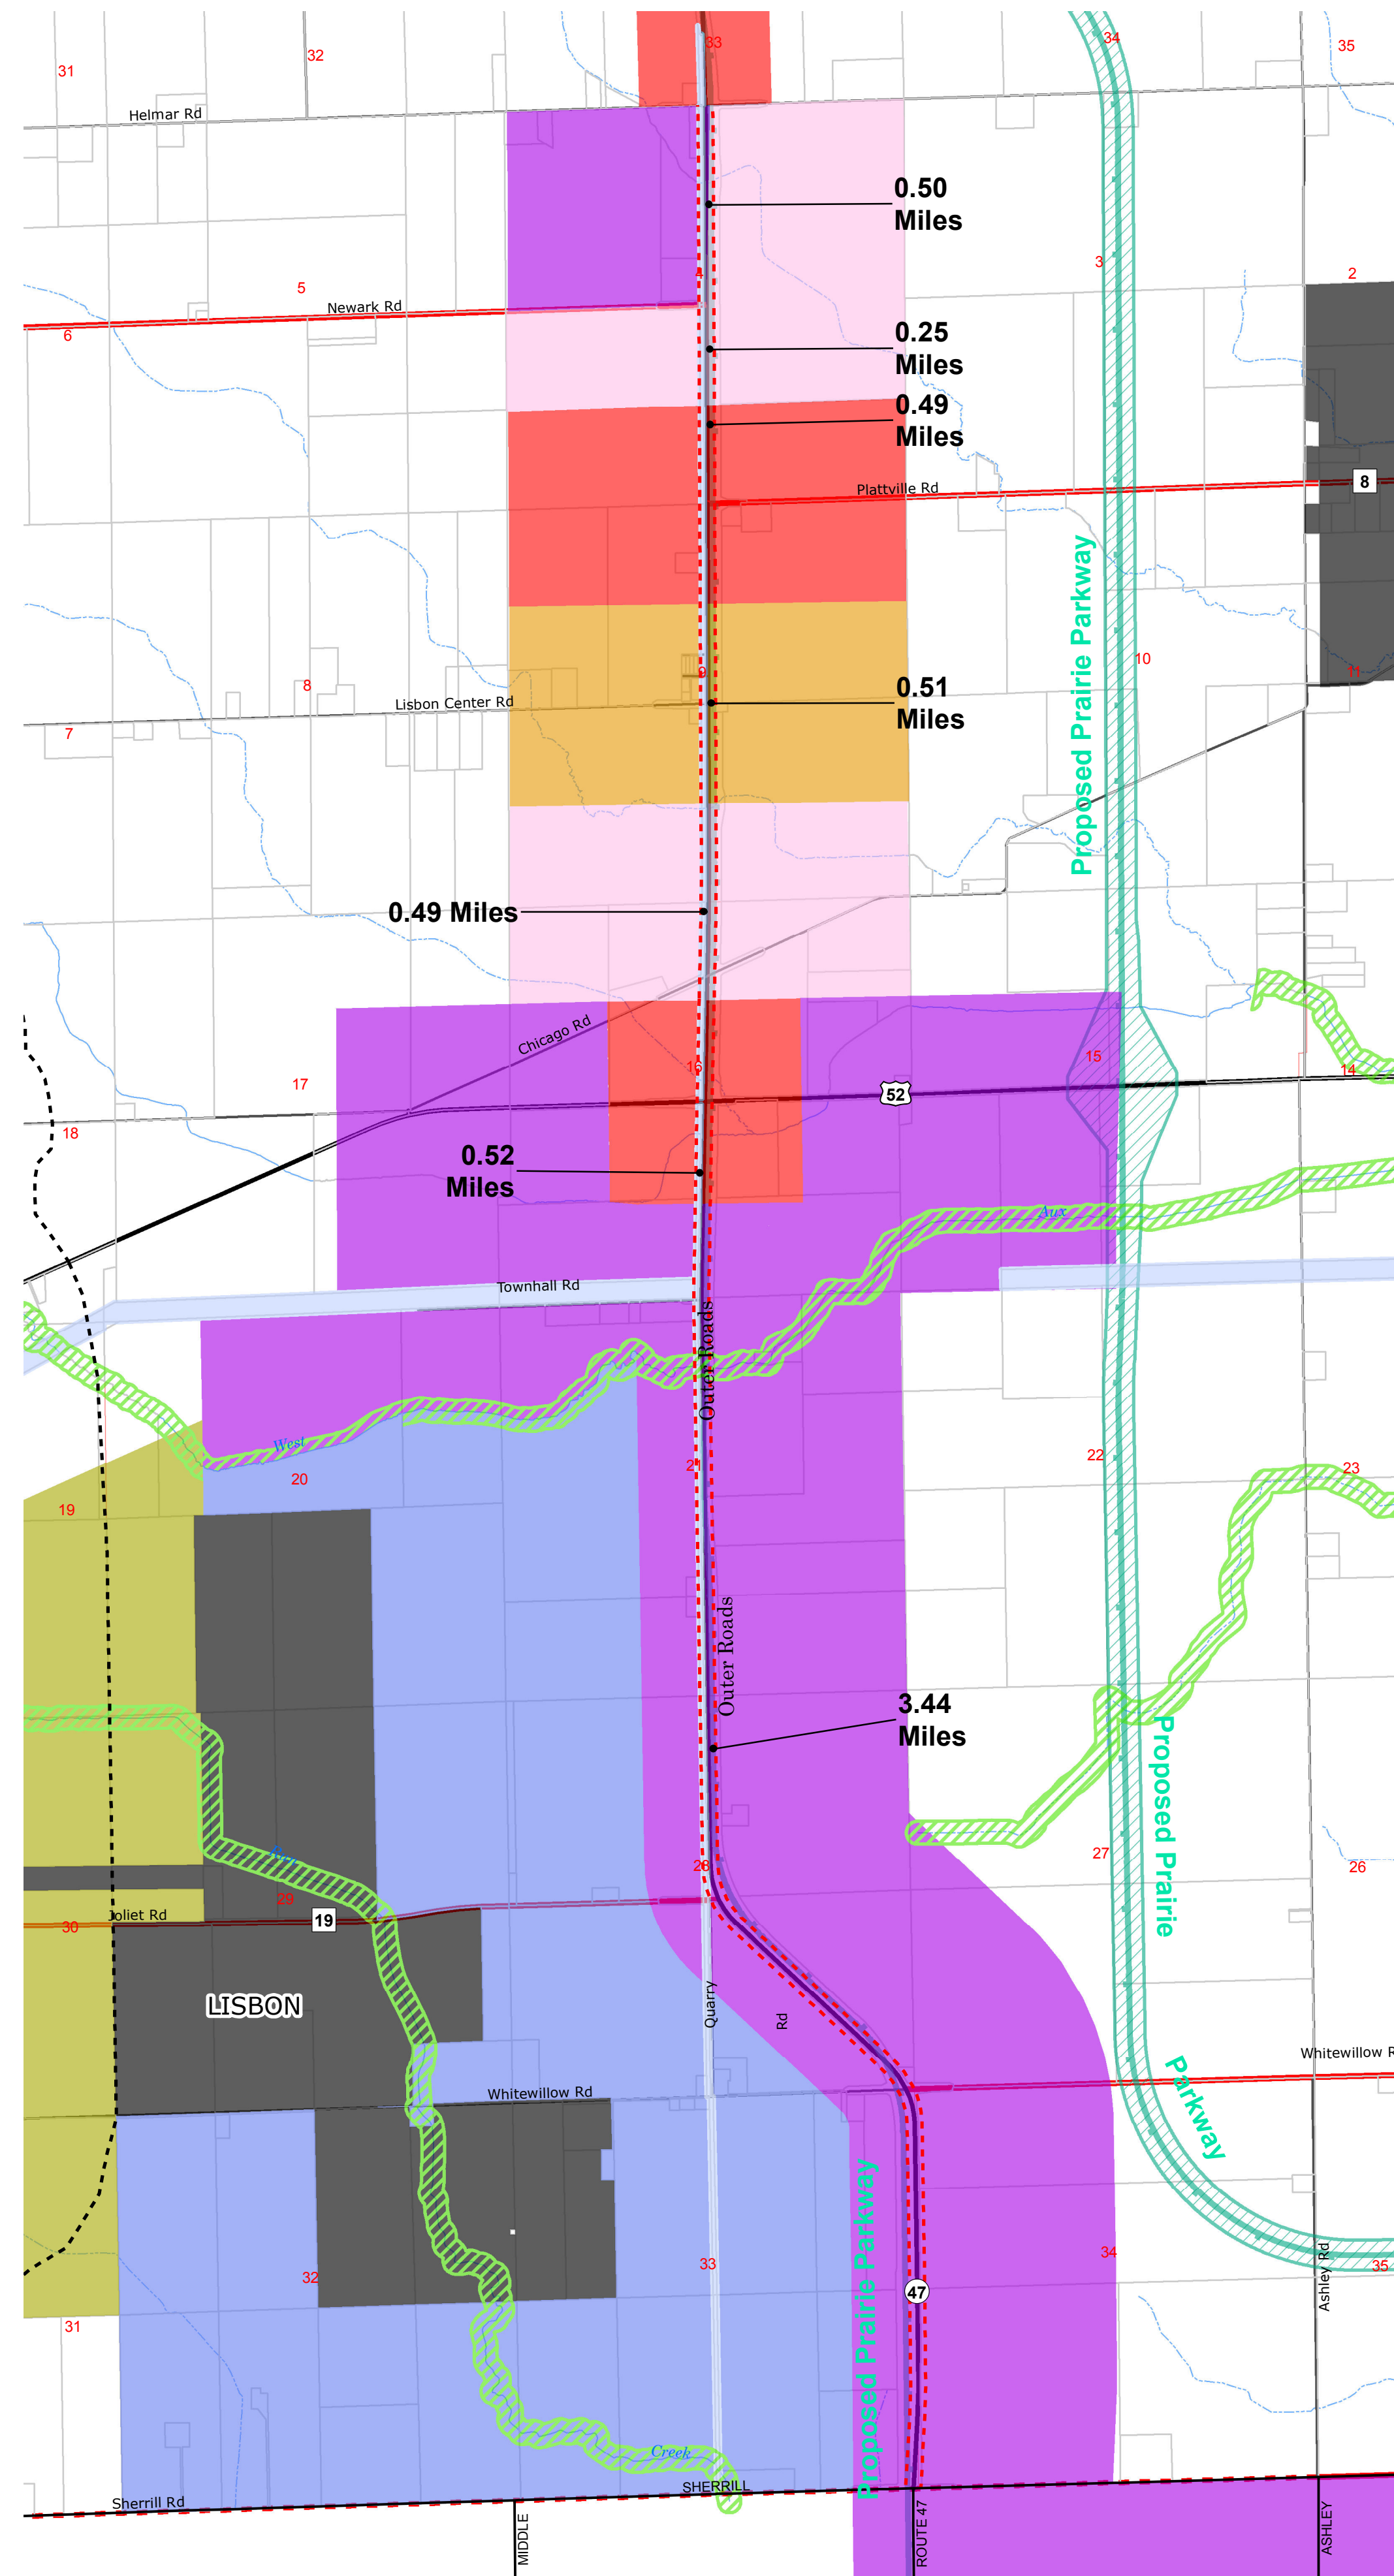 33
34
35
32
31
Helmar Rd
0.50
Miles
3
4
2
5
Newark Rd
6
0.25
Miles
0.49
Miles
8
Plattville Rd
Proposed Prairie Parkway
10
9
11
8
0.51
Miles
Lisbon Center Rd
7
0.49 Miles
Chicago Rd
16
15
14
17
52
18
0.52
Miles
Aux
Townhall Rd
Outer Roads
West
21
22
23
20
19
Outer Roads
3.44
Miles
Proposed Prairie
Aux
28
27
26
29
30
Joliet Rd
19
LISBON
Quarry
Rd
Whitewillow R
Parkway
Whitewillow Rd
Proposed Prairie Parkway
34
33
35
32
Ashley Rd
47
31
Creek
SHERRILL
Sherrill Rd
MIDDLE
ROUTE 47
ASHLEY